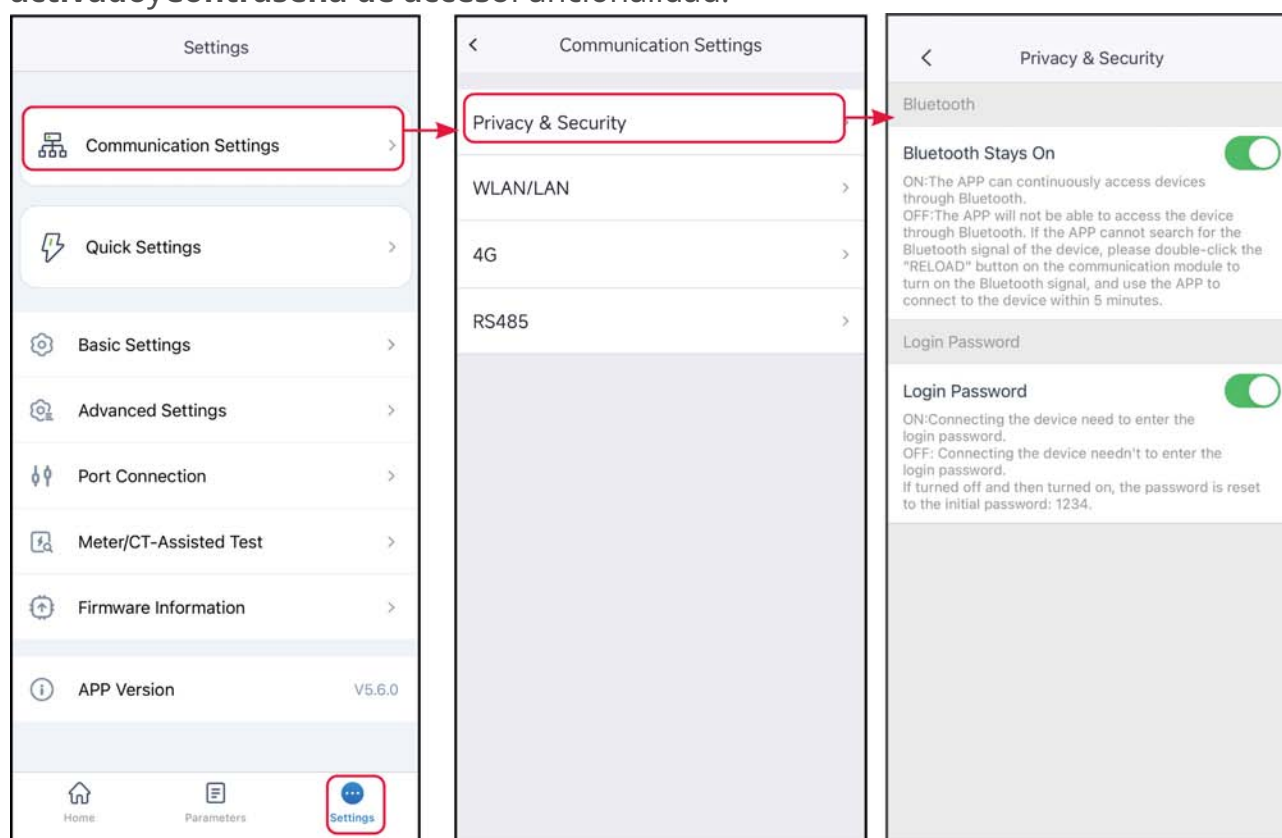 Settings
Communication Settings
Quick Settings
Basic Settings
Advanced Settings
Port Connection
Meter/CT-Assisted Test
Firmware Information
APP Version V5.6.0
Home Parameters Settings
Communication Settings
Privacy & Security
WLAN/LAN
4G
RS485
Privacy & Security
Bluetooth
Bluetooth Stays On
ON:The APP can continuously access devices
through Bluetooth.
OFF:The APP will not be able to access the device
through Bluetooth. If the APP cannot search for the
Bluetooth signal of the device, please double-click the
"RELOAD" button on the communication module to
turn on the Bluetooth signal, and use the APP to
connect to the device within 5 minutes.
Login Password
Login Password
ON:Connecting the device need to enter the
login password.
OFF: Connecting the device needn't to enter the
login password.
If turned off and then turned on, the password is reset
to the initial password: 1234.